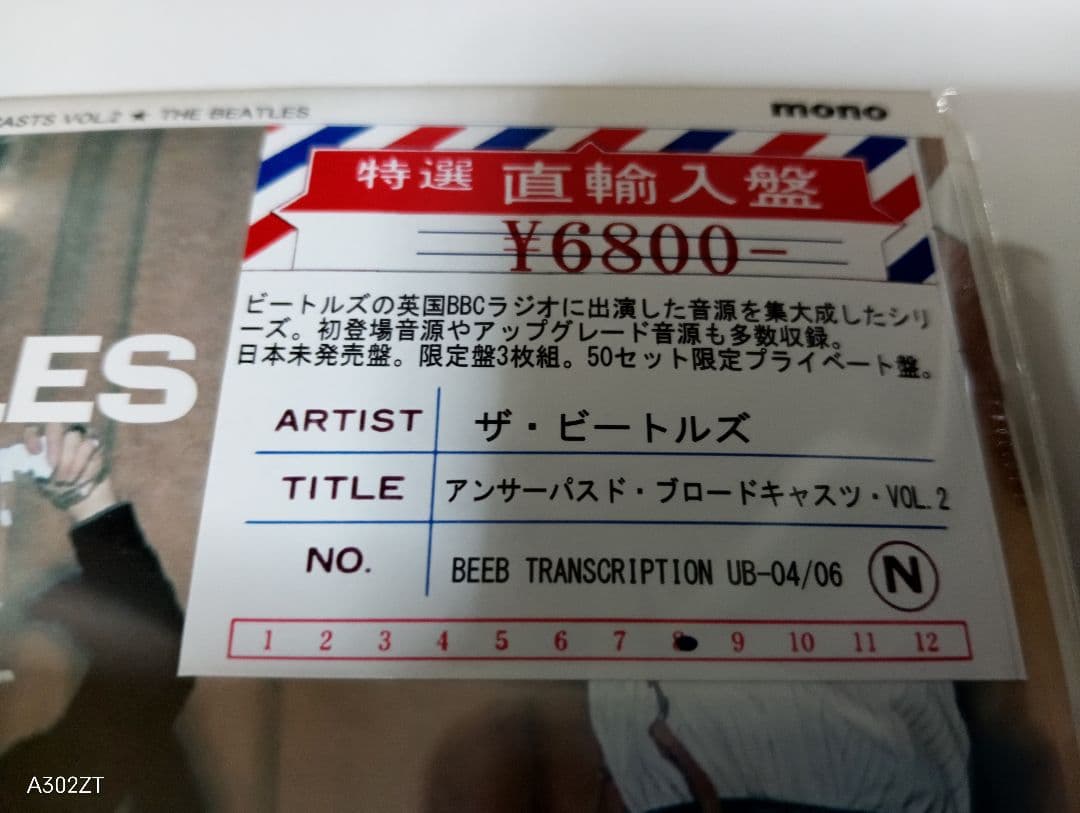 ASTS VOL2 ★ THE BEATLES
mono
特選 直輸入盤
¥6800-
ビートルズの英国BBCラジオに出演した音源を集大成したシリ
ーズ。初登場音源やアップグレード音源も多数収録。
日本未発売盤。限定盤3枚組。50セット限定プライベート盤。
LES
ARTIST ザ・ビートルズ
TITLE アンサーパスド・ブロードキャスツ・VOL.2
NO. BEEB TRANSCRIPTION UB-04/06 N
1 2 3 4 5 6 7 8 9 10 11 12
A302ZT